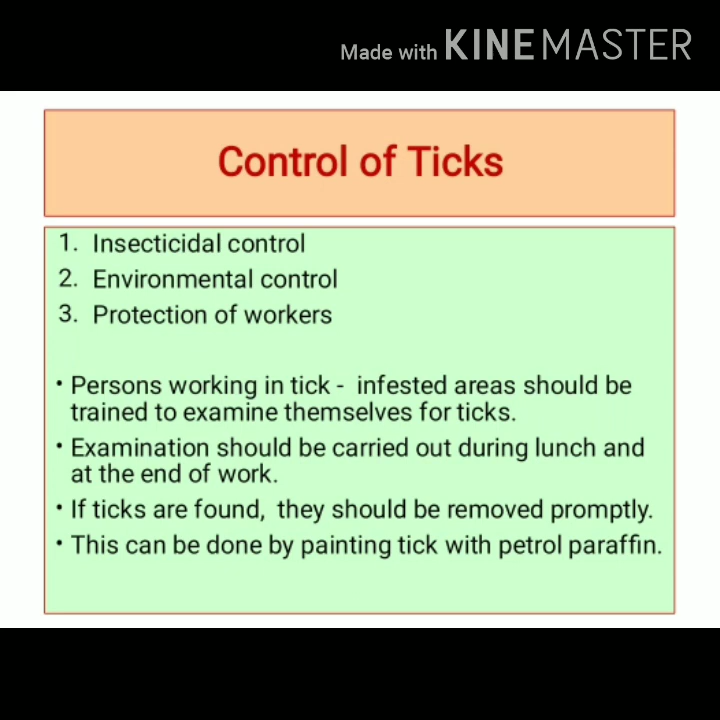 Made with KINEMASTER
Control of Ticks
1. Insecticidal control
2. Environmental control
3. Protection of workers
• Persons working in tick - infested areas should be
trained to examine themselves for ticks.
• Examination should be carried out during lunch and
at the end of work.
• If ticks are found, they should be removed promptly.
• This can be done by painting tick with petrol paraffin.